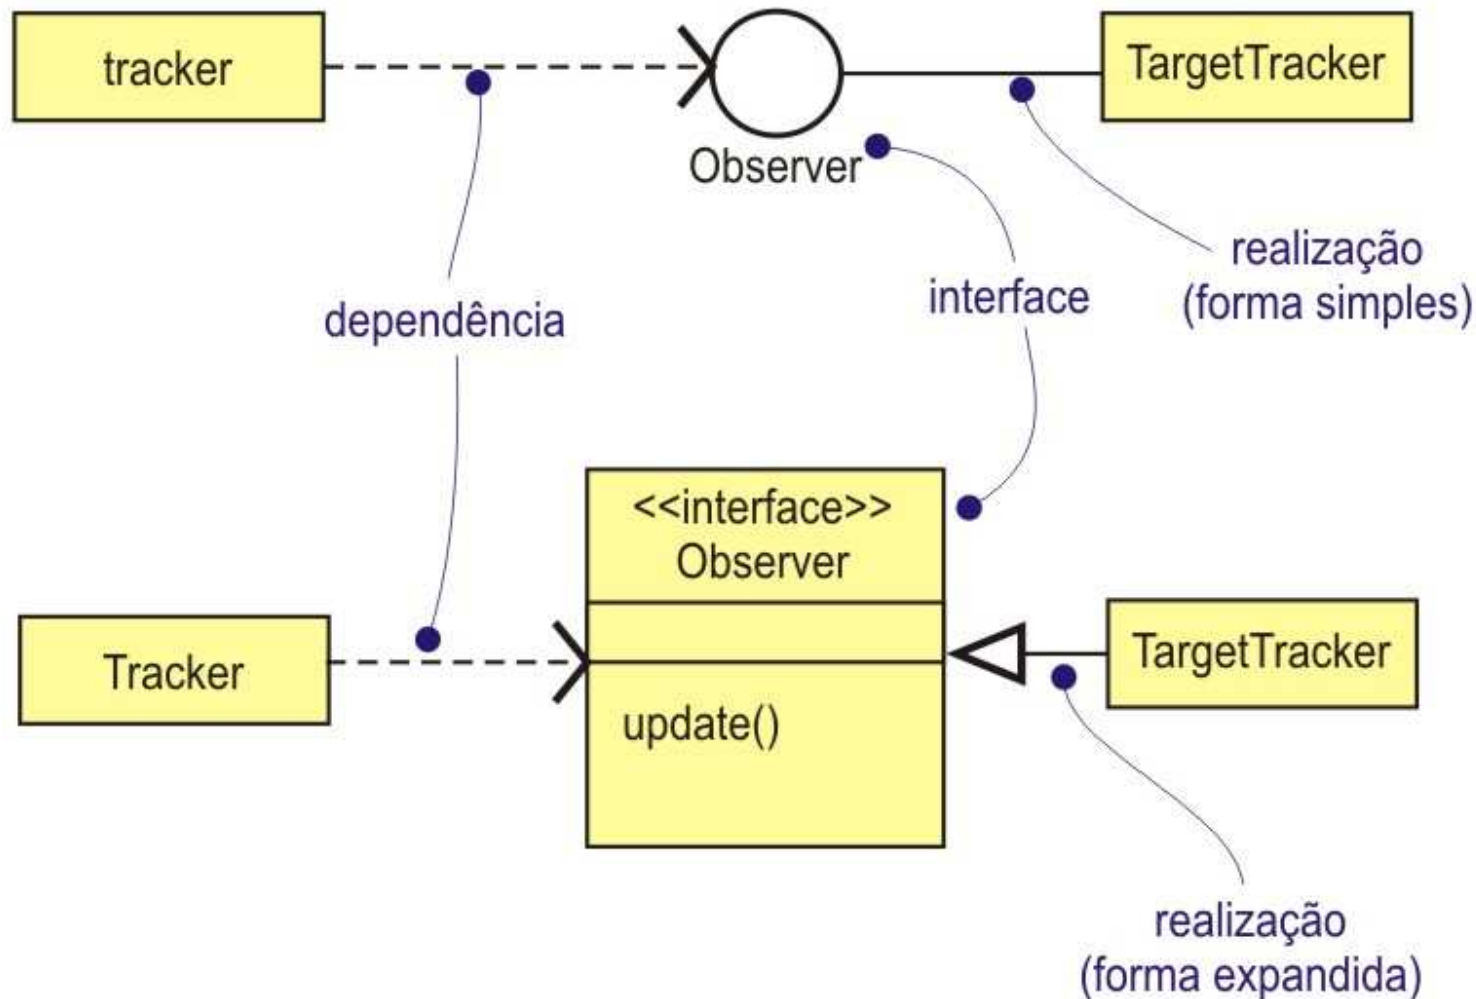 tracker
Observer
TargetTracker
dependência
interface
realização
(forma simples)
<<interface>>
Observer
update()
Tracker
TargetTracker
realização
(forma expandida)